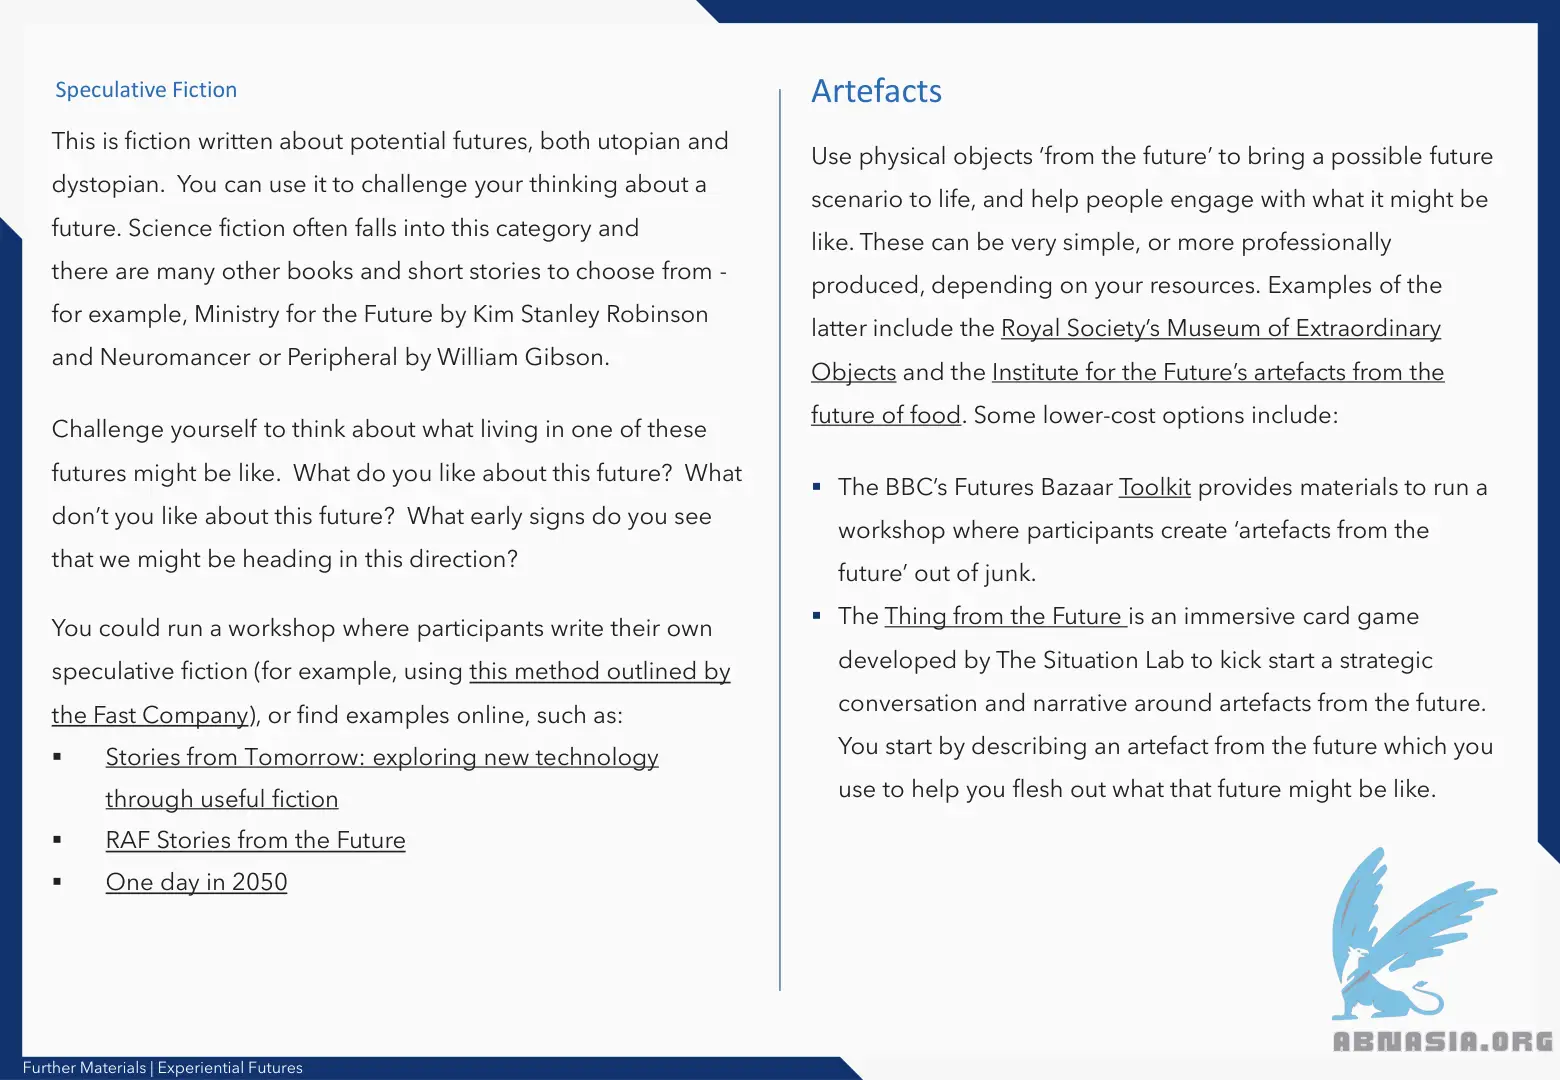 Speculative Fiction
This is fiction written about potential futures, both utopian and
dystopian.  You can use it to challenge your thinking about a
future. Science fiction often falls into this category and
there are many other books and short stories to choose from -
for example, Ministry for the Future by Kim Stanley Robinson
and Neuromancer or Peripheral by William Gibson.
Challenge yourself to think about what living in one of these
futures might be like.  What do you like about this future?  What
don’t you like about this future?  What early signs do you see
that we might be heading in this direction?
You could run a workshop where participants write their own
speculative fiction (for example, using this method outlined by
the Fast Company), or find examples online, such as:
▪ Stories from Tomorrow: exploring new technology
through useful fiction
▪ RAF Stories from the Future
▪ One day in 2050
Artefacts
Use physical objects ‘from the future’ to bring a possible future
scenario to life, and help people engage with what it might be
like. These can be very simple, or more professionally
produced, depending on your resources. Examples of the
latter include the Royal Society’s Museum of Extraordinary
Objects and the Institute for the Future’s artefacts from the
future of food. Some lower-cost options include:
▪ The BBC’s Futures Bazaar Toolkit provides materials to run a
workshop where participants create ‘artefacts from the
future’ out of junk.
▪ The Thing from the Future is an immersive card game
developed by The Situation Lab to kick start a strategic
conversation and narrative around artefacts from the future.
You start by describing an artefact from the future which you
use to help you flesh out what that future might be like.
ABNASIA.ORG
Further Materials | Experiential Futures